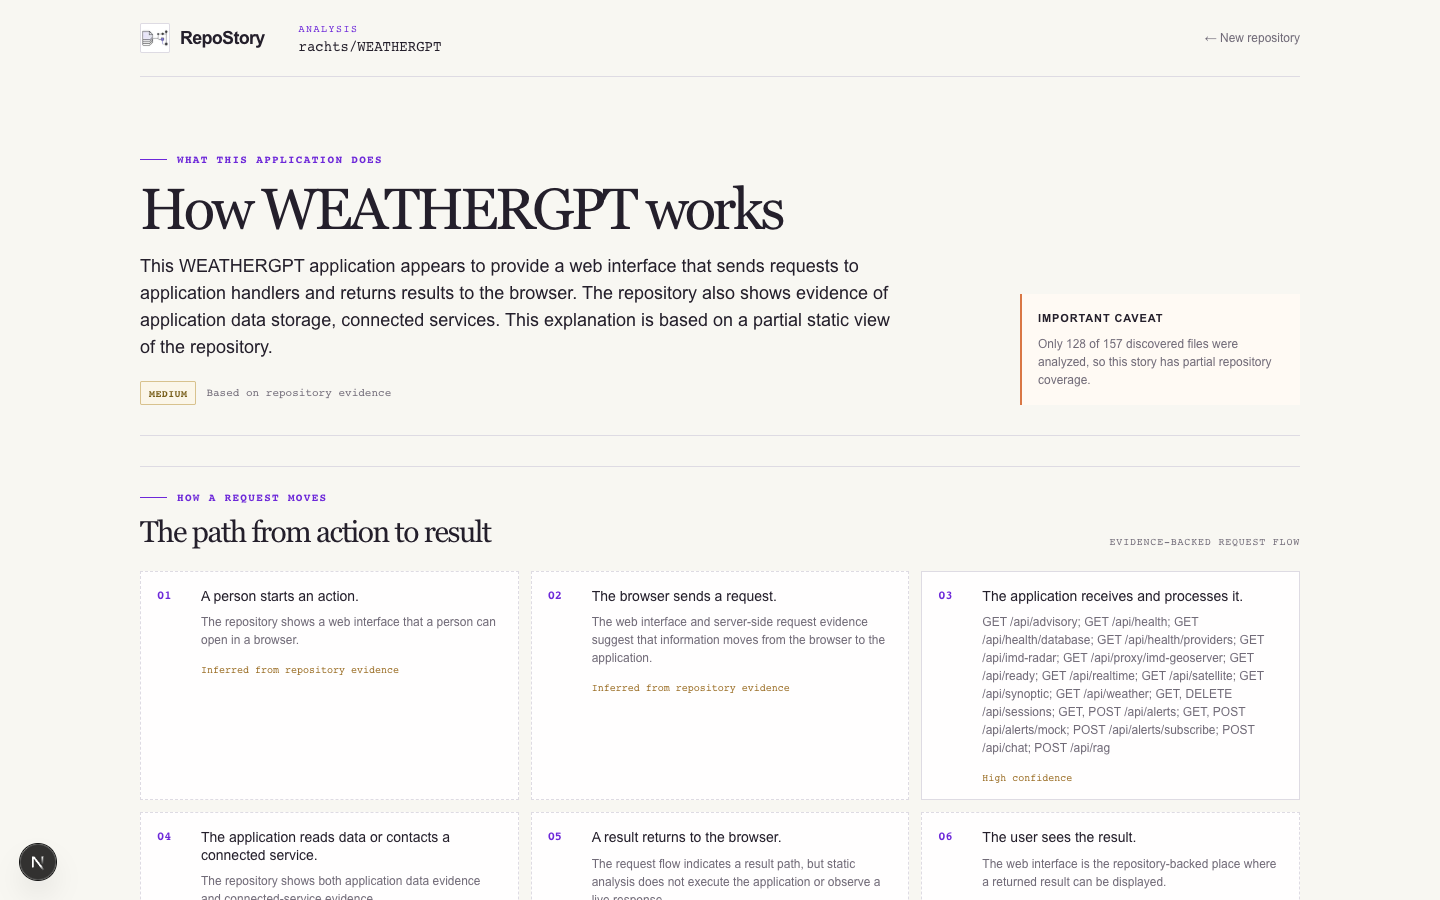 RepoStory
ANALYSIS
rachts/WEATHERGPT
← New repository
WHAT THIS APPLICATION DOES
How WEATHERGPT works
This WEATHERGPT application appears to provide a web interface that sends requests to
application handlers and returns results to the browser. The repository also shows evidence of
application data storage, connected services. This explanation is based on a partial static view
of the repository.
MEDIUM
Based on repository evidence
IMPORTANT CAVEAT
Only 128 of 157 discovered files were
analyzed, so this story has partial repository
coverage.
HOW A REQUEST MOVES
The path from action to result
EVIDENCE-BACKED REQUEST FLOW
01
A person starts an action.
The repository shows a web interface that a person can
open in a browser.
Inferred from repository evidence
02
The browser sends a request.
The web interface and server-side request evidence
suggest that information moves from the browser to the
application.
Inferred from repository evidence
03
The application receives and processes it.
GET /api/advisory; GET /api/health; GET
/api/health/database; GET /api/health/providers; GET
/api/imd-radar; GET /api/proxy/imd-geoserver; GET
/api/ready; GET /api/realtime; GET /api/satellite; GET
/api/synoptic; GET /api/weather; GET, DELETE
/api/sessions; GET, POST /api/alerts; GET, POST
/api/alerts/mock; POST /api/alerts/subscribe; POST
/api/chat; POST /api/rag
High confidence
04
The application reads data or contacts a
connected service.
The repository shows both application data evidence
and connected-service evidence.
05
A result returns to the browser.
The request flow indicates a result path, but static
analysis does not execute the application or observe a
live response.
06
The user sees the result.
The web interface is the repository-backed place where
a returned result can be displayed.
N